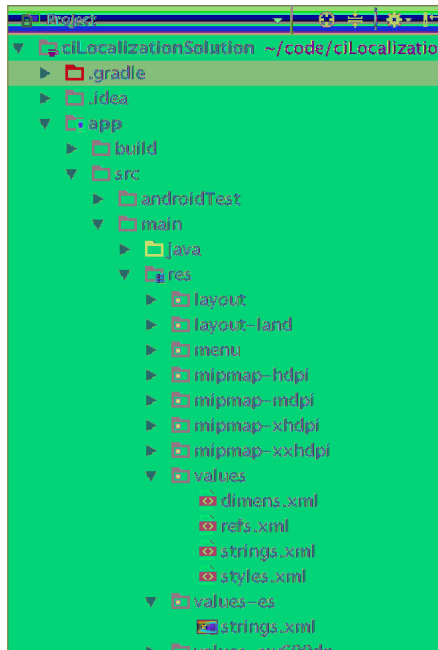 Project
ciLocalizationSolution ~/code/ciLocalizatio
.gradle
.idea
app
build
src
androidTest
main
java
res
layout
layout-land
menu
mipmap-hdpi
mipmap-mdpi
mipmap-xhdpi
mipmap-xxhdpi
values
dimens.xml
refs.xml
strings.xml
styles.xml
values-es
strings.xml